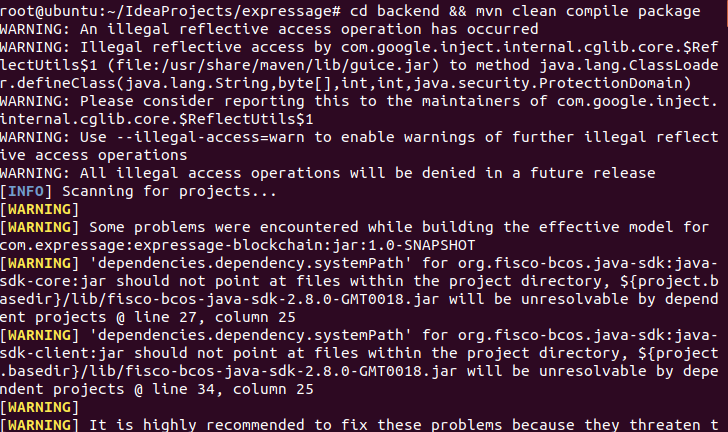 root@ubuntu:~/IdeaProjects/expressage# cd backend && mvn clean compile package
WARNING: An illegal reflective access operation has occurred
WARNING: Illegal reflective access by com.google.inject.internal.cglib.core.$Ref
lectUtils$1 (file:/usr/share/maven/lib/guice.jar) to method java.lang.ClassLoade
r.defineClass(java.lang.String,byte[],int,int,java.security.ProtectionDomain)
WARNING: Please consider reporting this to the maintainers of com.google.inject.
internal.cglib.core.$ReflectUtils$1
WARNING: Use --illegal-access=warn to enable warnings of further illegal reflect
ive access operations
WARNING: All illegal access operations will be denied in a future release
[INFO] Scanning for projects...
[WARNING]
[WARNING] Some problems were encountered while building the effective model for
com.expressage:expressage-blockchain:jar:1.0-SNAPSHOT
[WARNING] 'dependencies.dependency.systemPath' for org.fisco-bcos.java-sdk:java-
sdk-core:jar should not point at files within the project directory, ${project.b
asedir}/lib/fisco-bcos-java-sdk-2.8.0-GMT0018.jar will be unresolvable by depend
ent projects @ line 27, column 25
[WARNING] 'dependencies.dependency.systemPath' for org.fisco-bcos.java-sdk:java-
sdk-client:jar should not point at files within the project directory, ${project
.basedir}/lib/fisco-bcos-java-sdk-2.8.0-GMT0018.jar will be unresolvable by depe
ndent projects @ line 34, column 25
[WARNING]
[WARNING] It is highly recommended to fix these problems because they threaten t